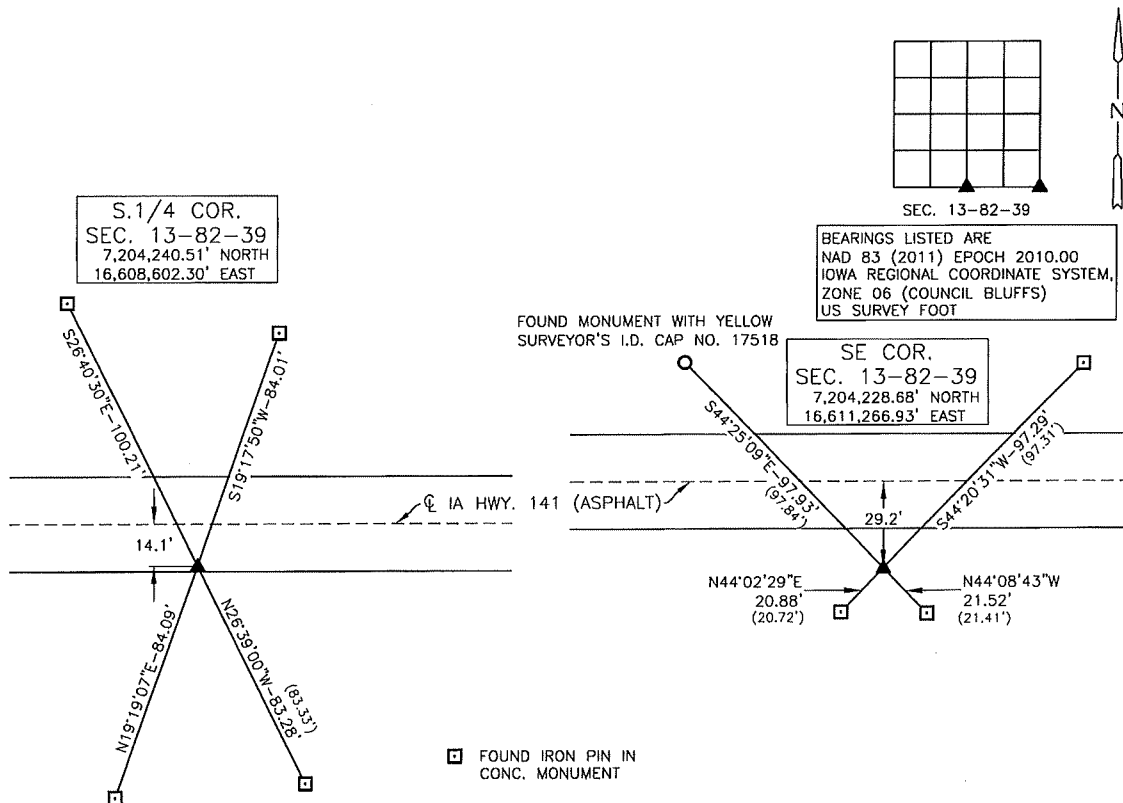 N
SEC. 13-82-39
BEARINGS LISTED ARE
NAD 83 (2011) EPOCH 2010.00
IOWA REGIONAL COORDINATE SYSTEM,
ZONE 06 (COUNCIL BLUFFS)
US SURVEY FOOT
S.1/4 COR.
SEC. 13-82-39
7,204,240.51' NORTH
16,608,602.30' EAST
S26°40'30"E-100.21'
S19°17'50"W-84.01'
14.1'
N19°19'07"E-84.09'
N26°39'00"W-83.28'
(83.33')
℄ IA HWY. 141 (ASPHALT)
FOUND MONUMENT WITH YELLOW
SURVEYOR'S I.D. CAP NO. 17518
SE COR.
SEC. 13-82-39
7,204,228.68' NORTH
16,611,266.93' EAST
S44°25'09"E-97.93'
(97.84')
S44°20'31"W-97.29'
(97.31')
29.2'
N44°02'29"E
20.88'
(20.72')
N44°08'43"W
21.52'
(21.41')
FOUND IRON PIN IN
CONC. MONUMENT